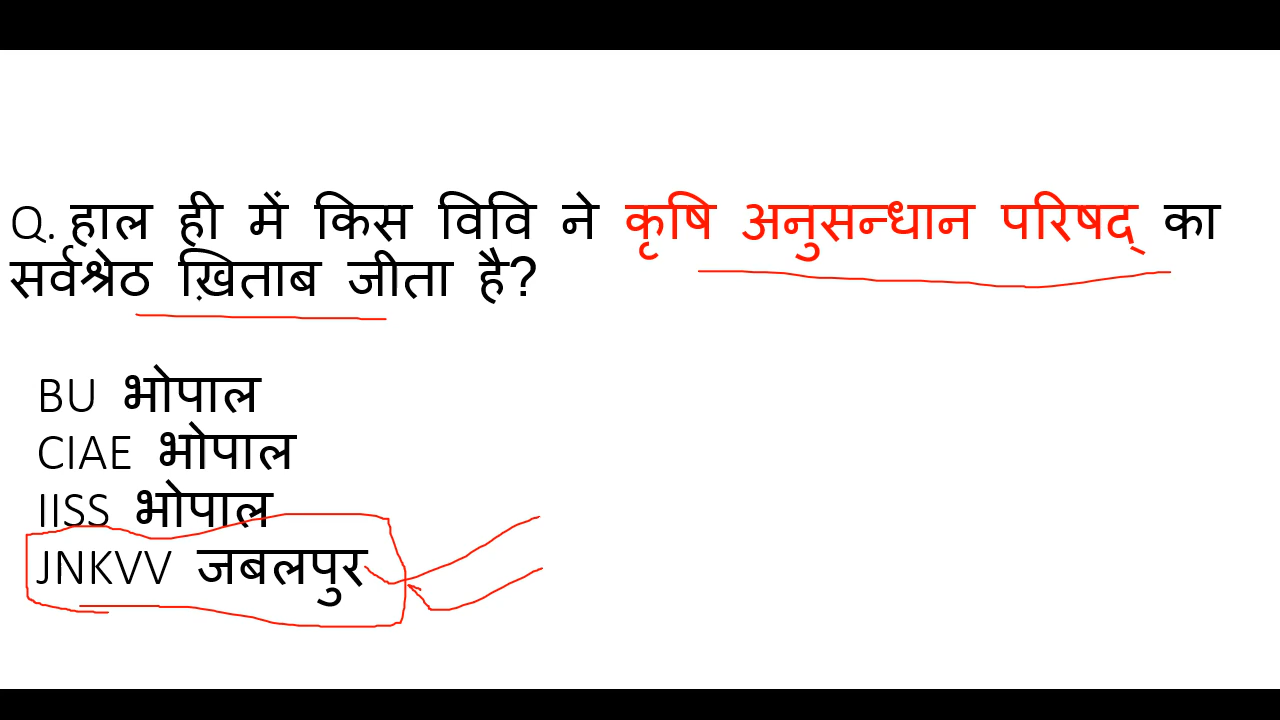 Q. हाल ही में किस विवि ने कृषि अनुसन्धान परिषद् का
सर्वश्रेठ ख़िताब जीता है?
BU भोपाल
CIAE भोपाल
IISS भोपाल
JNKVV जबलपुर